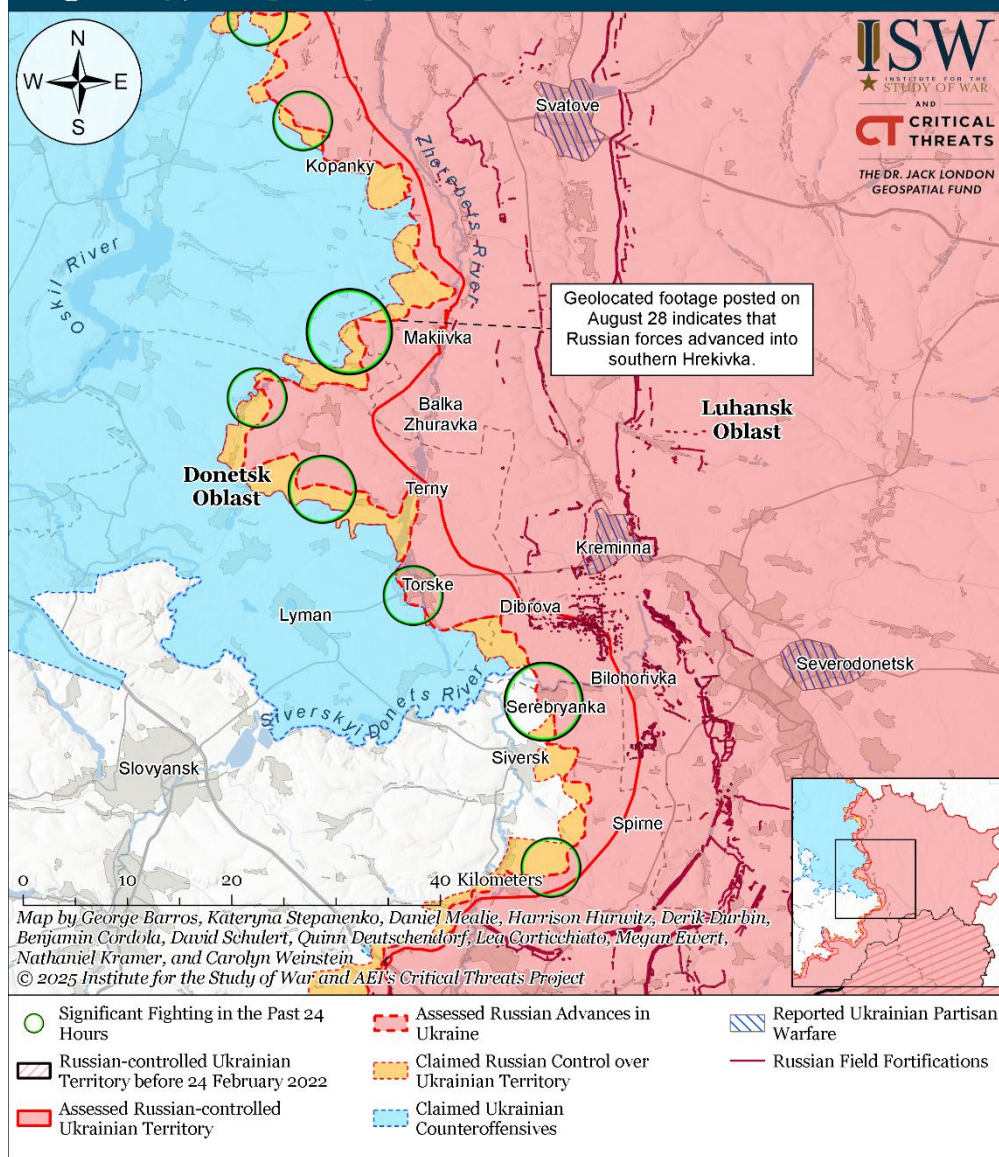 N
W
E
S
ISW
INSTITUTE FOR THE
STUDY OF WAR
AND
CT CRITICAL
THREATS
THE DR. JACK LONDON
GEOSPATIAL FUND
Svatove
Kopanky
Zherebets River
Oskil River
Geolocated footage posted on
August 28 indicates that
Russian forces advanced into
southern Hrekivka.
Makiivka
Balka
Zhuravka
Luhansk
Oblast
Donetsk
Oblast
Terny
Kreminna
Torske
Dibrova
Lyman
Severodonetsk
Bilohorivka
Serebryanka
Siverskyi Donets River
Siversk
Slovyansk
Spirne
0 10 20 40 Kilometers
Map by George Barros, Kateryna Stepanenko, Daniel Mealie, Harrison Hurwitz, Derik Durbin,
Benjamin Cordola, David Schulert, Quinn Deutschendorf, Lea Corticchiato, Megan Ewert,
Nathaniel Kramer, and Carolyn Weinstein
© 2025 Institute for the Study of War and AEI's Critical Threats Project
Significant Fighting in the Past 24
Hours
Russian-controlled Ukrainian
Territory before 24 February 2022
Assessed Russian-controlled
Ukrainian Territory
Assessed Russian Advances in
Ukraine
Claimed Russian Control over
Ukrainian Territory
Claimed Ukrainian
Counteroffensives
Reported Ukrainian Partisan
Warfare
Russian Field Fortifications